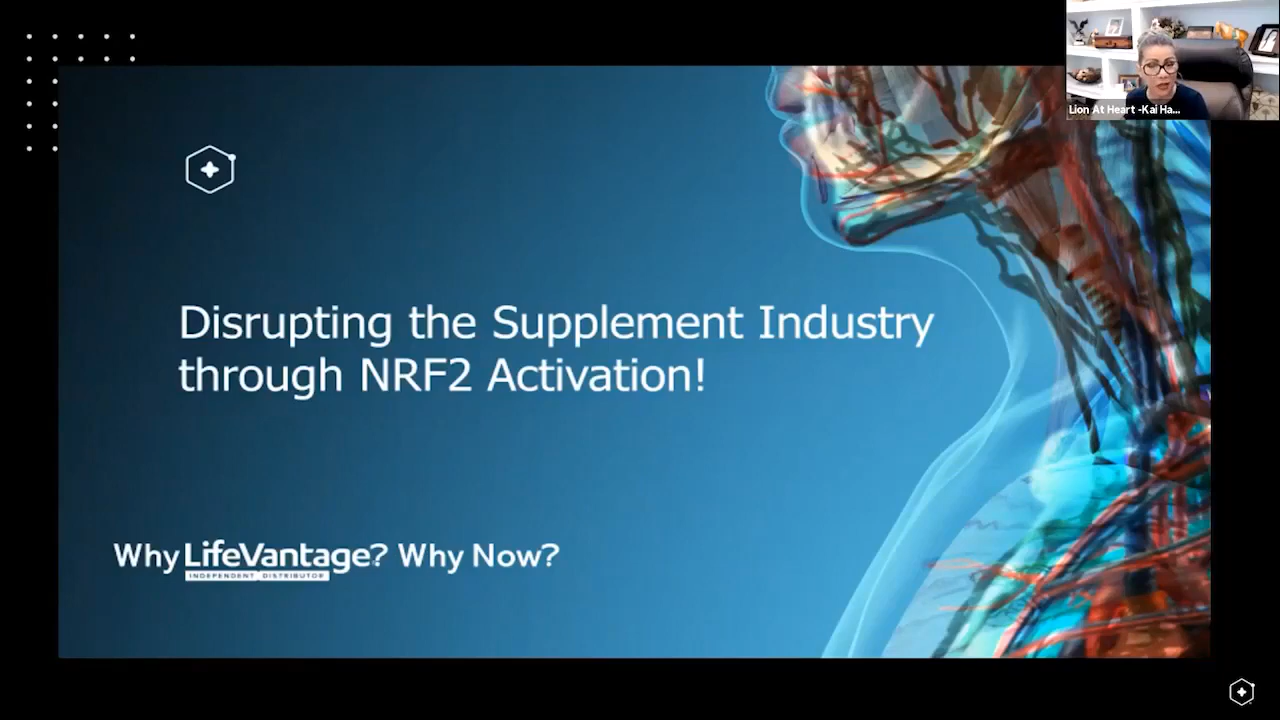 Lion At Heart -Kai Ha...
Disrupting the Supplement Industry
through NRF2 Activation!
Why LifeVantage? Why Now?
INDEPENDENT DISTRIBUTOR